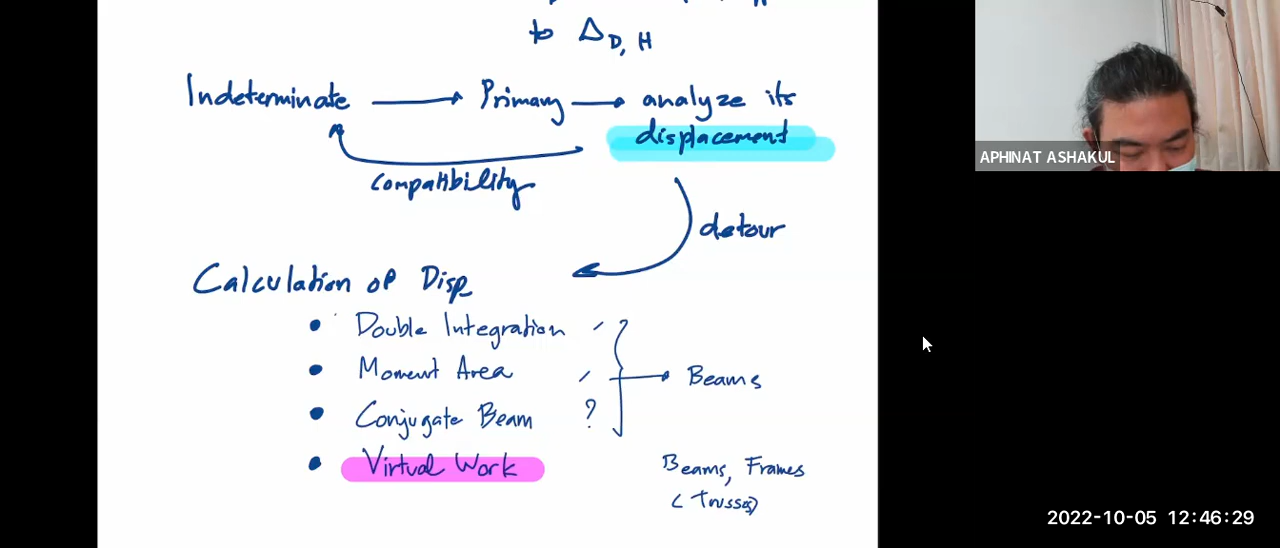 to Δ_D, H
Indeterminate → Primary → analyze its
displacement
Compatibility
detour
Calculation of Disp
• Double Integration
• Moment Area
• Conjugate Beam ?
Beams
• Virtual Work
Beams, Frames
(Trusses)
APHINAT ASHAKUL
2022-10-05 12:46:29